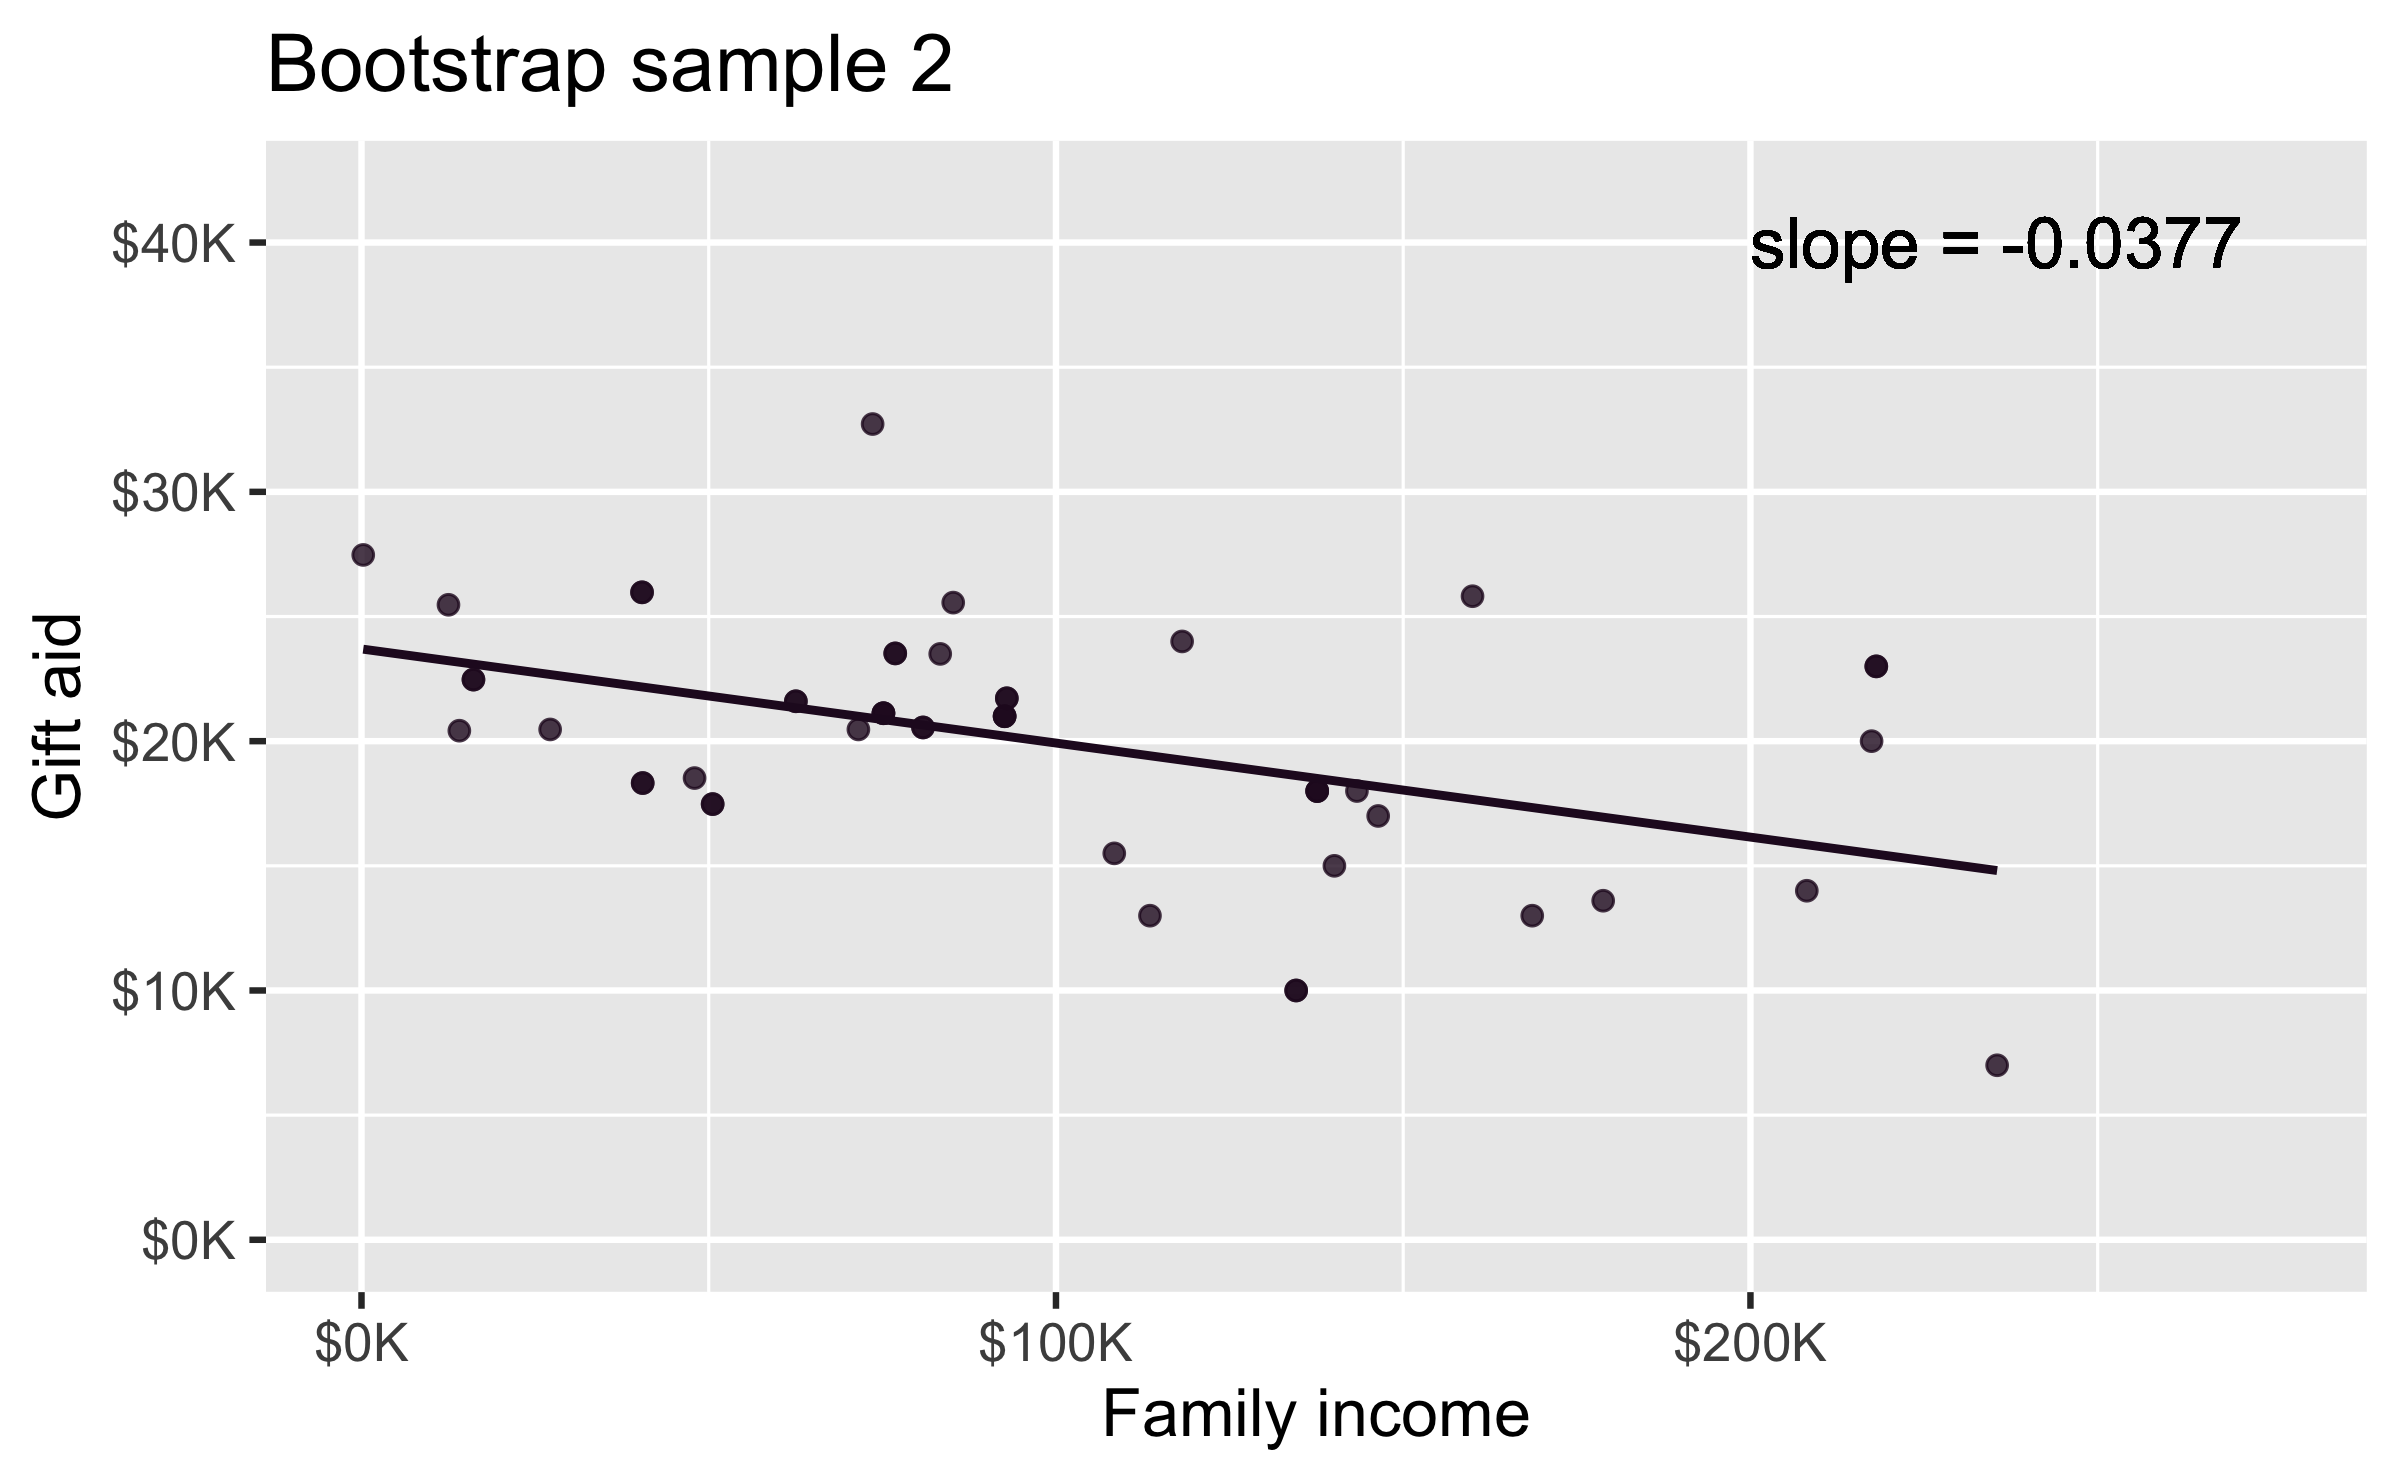 Bootstrap sample 2
slope = -0.0377
$40K
$30K
$20K
$10K
$0K
Gift aid
$0K
$100K
$200K
Family income